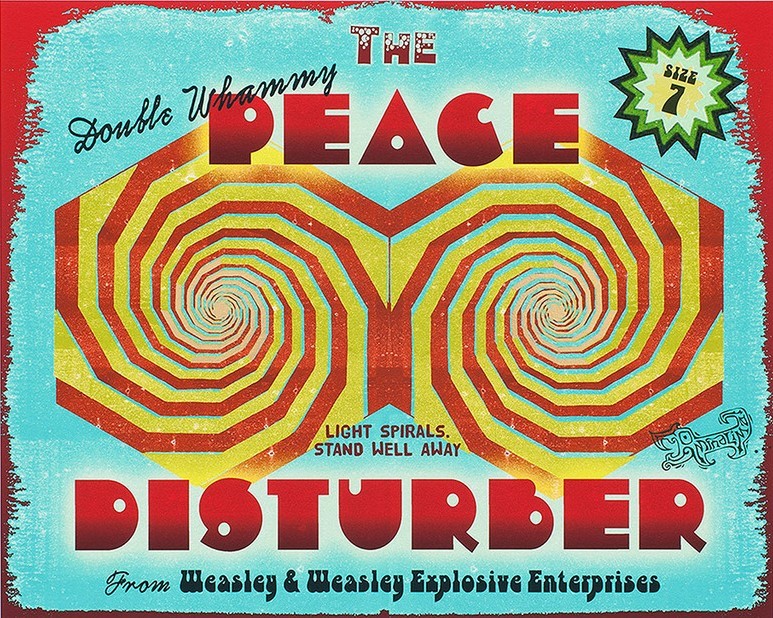 THE
Double Whammy
PEACE
SIZE
7
LIGHT SPIRALS.
STAND WELL AWAY
DISTURBER
From Weasley & Weasley Explosive Enterprises